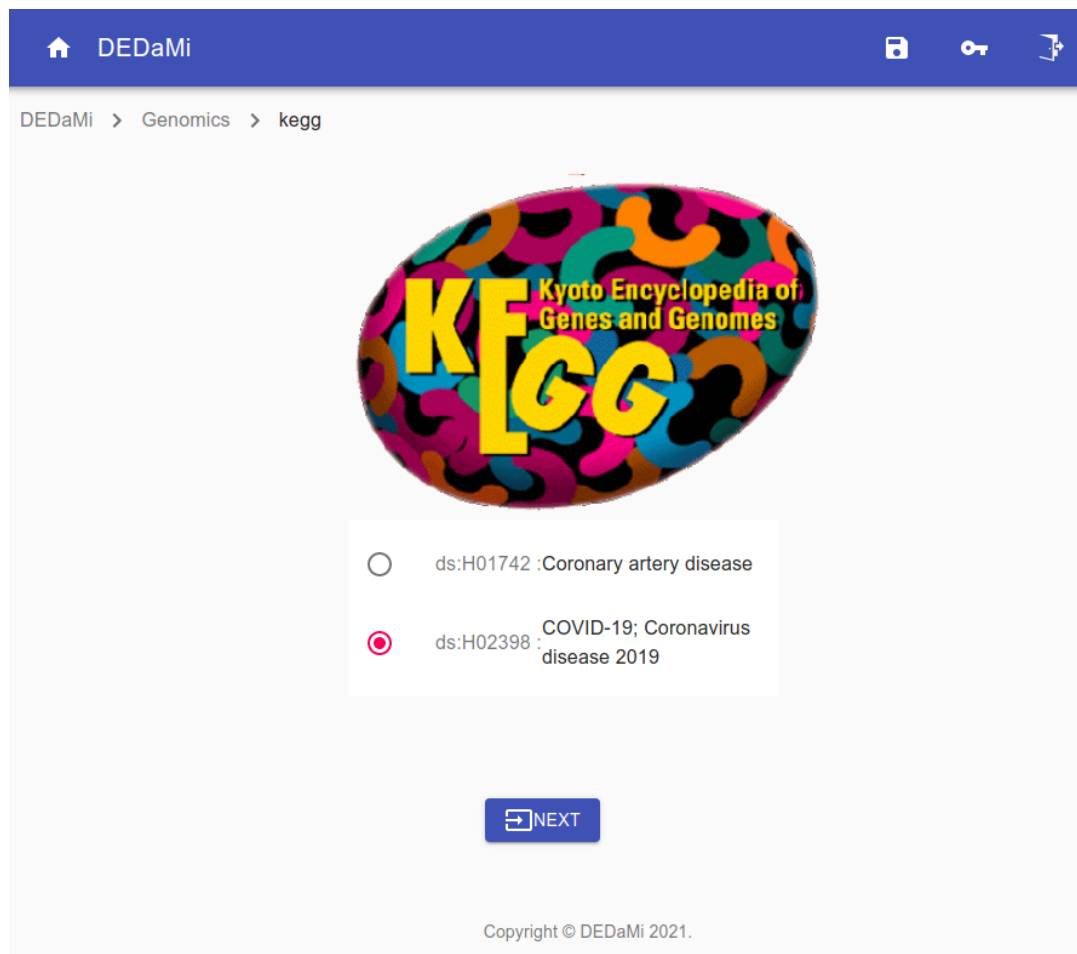 DEDaMi
DEDaMi > Genomics > kegg
KEGG
Kyoto Encyclopedia of
Genes and Genomes
ds:H01742 :Coronary artery disease
ds:H02398 :COVID-19; Coronavirus
disease 2019
NEXT
Copyright © DEDaMi 2021.